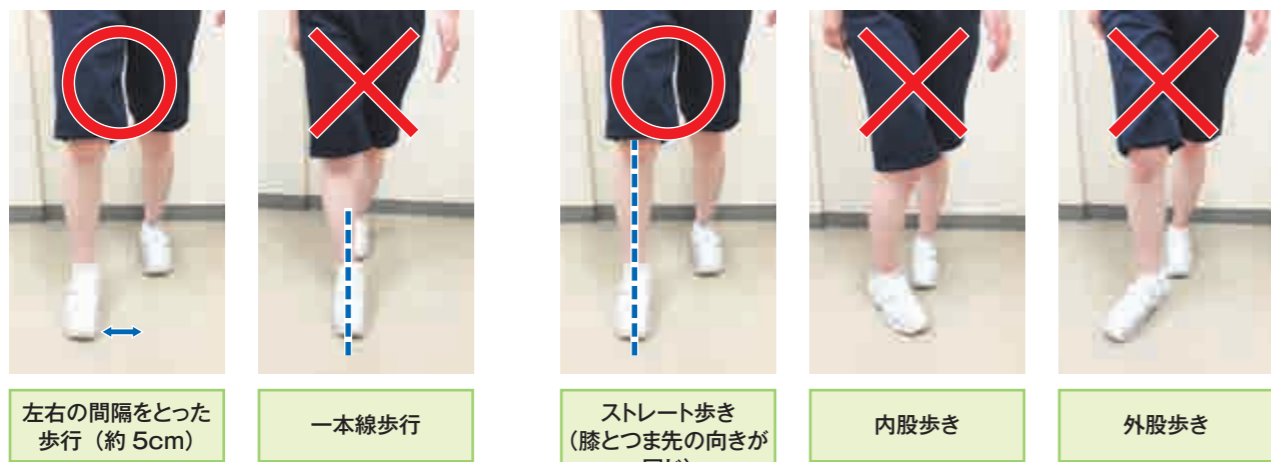 左右の間隔をとった
歩行（約 5cm）
一本線歩行
ストレート歩き
（膝とつま先の向きが
内股歩き
外股歩き